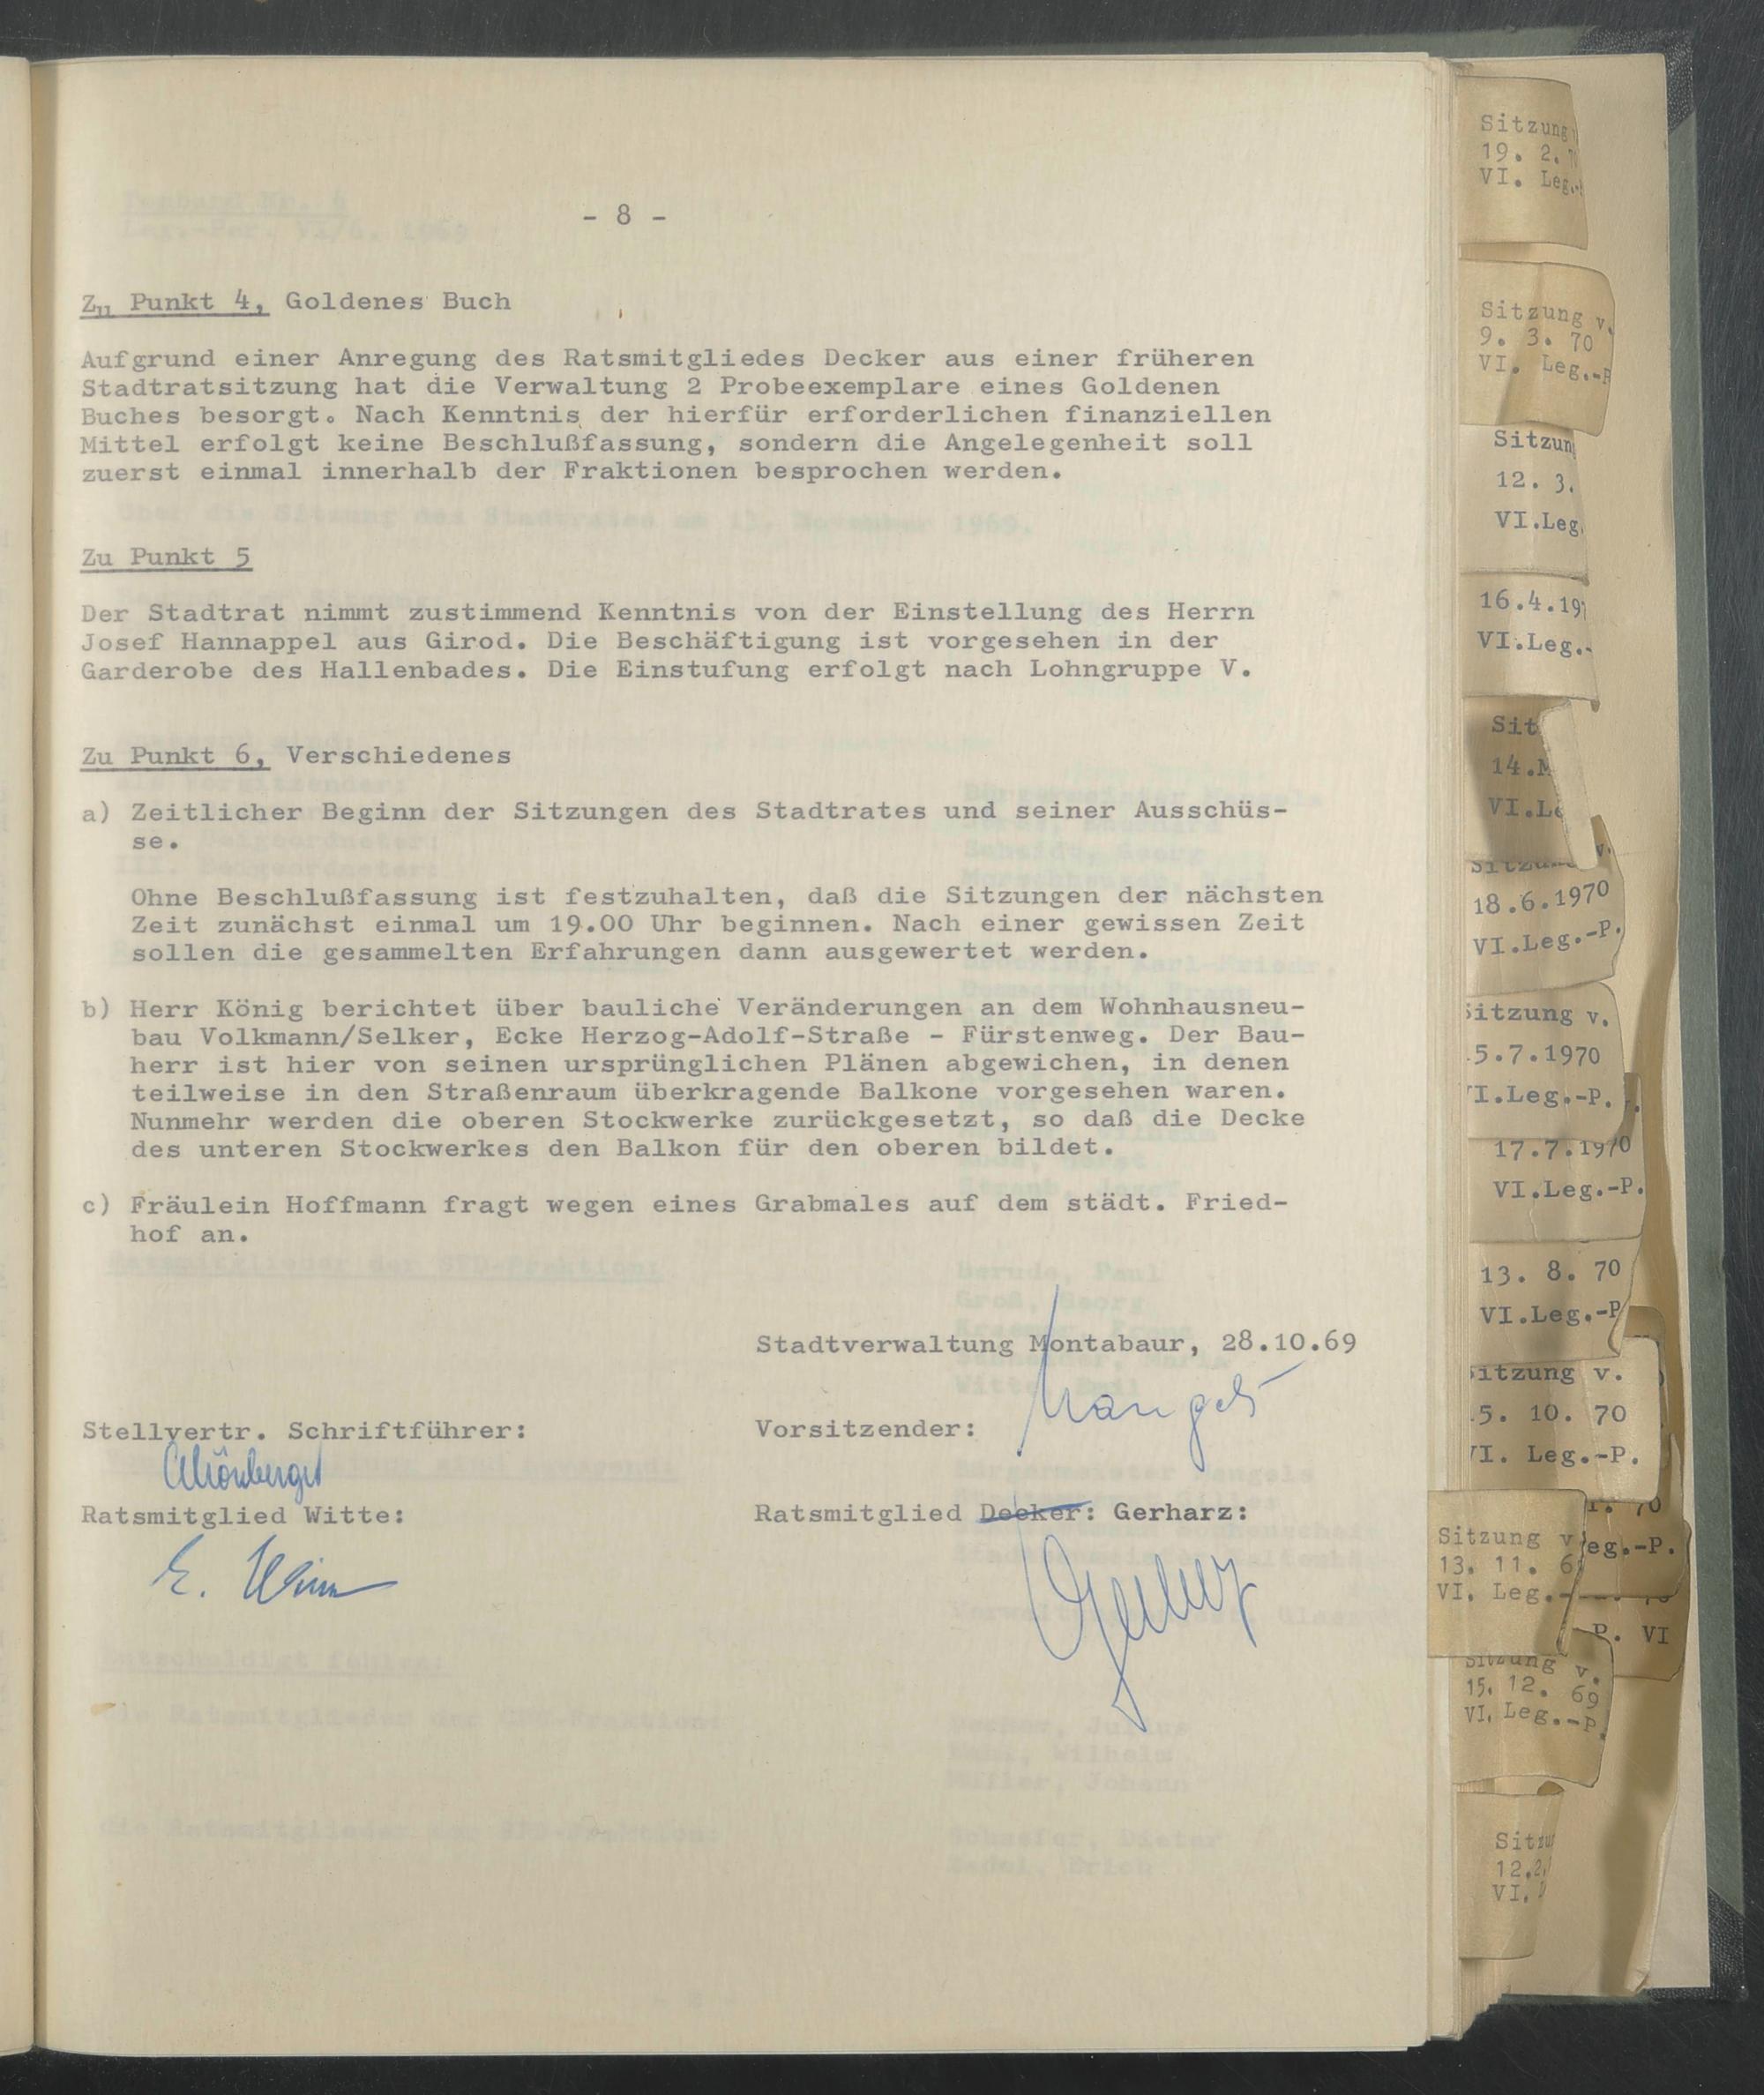 - 8 -
Zu Punkt 4, Goldenes Buch
Aufgrund einer Anregung des Ratsmitgliedes Decker aus einer früheren
Stadtratsitzung hat die Verwaltung 2 Probeexemplare eines Goldenen
Buches besorgt. Nach Kenntnis der hierfür erforderlichen finanziellen
Mittel erfolgt keine Beschlußfassung, sondern die Angelegenheit soll
zuerst einmal innerhalb der Fraktionen besprochen werden.
Zu Punkt 5
Der Stadtrat nimmt zustimmend Kenntnis von der Einstellung des Herrn
Josef Hannappel aus Girod. Die Beschäftigung ist vorgesehen in der
Garderobe des Hallenbades. Die Einstufung erfolgt nach Lohngruppe V.
Zu Punkt 6, Verschiedenes
a) Zeitlicher Beginn der Sitzungen des Stadtrates und seiner Ausschüs-
se.
Ohne Beschlußfassung ist festzuhalten, daß die Sitzungen der nächsten
Zeit zunächst einmal um 19.00 Uhr beginnen. Nach einer gewissen Zeit
sollen die gesammelten Erfahrungen dann ausgewertet werden.
b) Herr König berichtet über bauliche Veränderungen an dem Wohnhausneu-
bau Volkmann/Selker, Ecke Herzog-Adolf-Straße - Fürstenweg. Der Bau-
herr ist hier von seinen ursprünglichen Plänen abgewichen, in denen
teilweise in den Straßenraum überkragende Balkone vorgesehen waren.
Nunmehr werden die oberen Stockwerke zurückgesetzt, so daß die Decke
des unteren Stockwerkes den Balkon für den oberen bildet.
c) Fräulein Hoffmann fragt wegen eines Grabmales auf dem städt. Fried-
hof an.
Stadtverwaltung Montabaur, 28.10.69
Stellvertr. Schriftführer:
Vorsitzender:
Mangels
Ratsmitglied Witte:
Ratsmitglied Decker: Gerharz:
E. Witte
Gerharz
Sitzung
19. 2.
VI. Leg.-
Sitzung v.
9. 3. 70
VI. Leg.-P
Sitzun
12. 3.
VI.Leg.
16.4.19
VI.Leg.-
Sit
14.M
VI.Le
Sitzung v.
18.6.1970
VI.Leg.-P.
Sitzung v.
5.7.1970
VI.Leg.-P.
17.7.1970
VI.Leg.-P.
13. 8. 70
VI.Leg.-P
Sitzung v.
5. 10. 70
VI. Leg.-P.
70
eg.-P.
Sitzung v
13. 11. 6
VI. Leg.-
P. VI
Sitzung v.
15. 12. 69
VI. Leg.-P.
Sitzu
12.2.
VI.